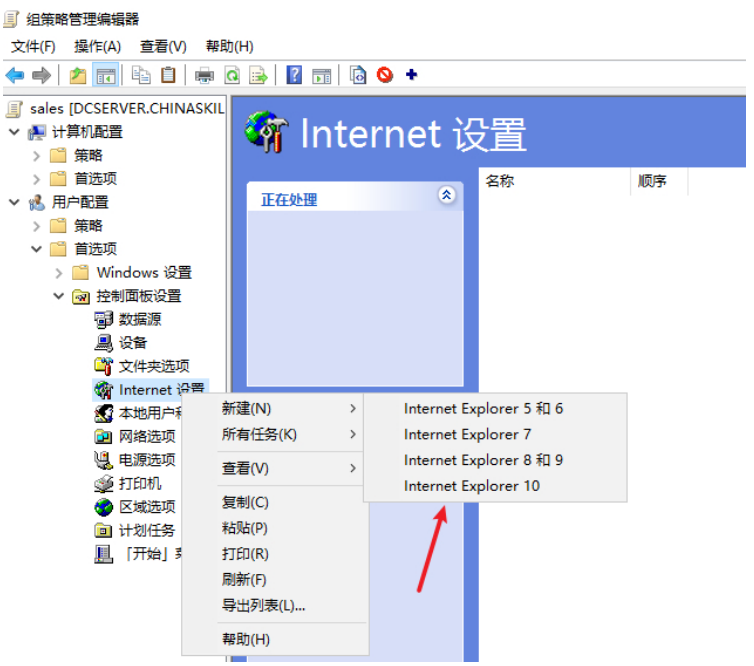 组策略管理编辑器
文件(F) 操作(A) 查看(V) 帮助(H)
sales [DCSERVER.CHINASKIL
计算机配置
策略
首选项
用户配置
策略
首选项
Windows 设置
控制面板设置
数据源
设备
文件夹选项
Internet 设置
本地用户和
网络选项
电源选项
打印机
区域选项
计划任务
「开始」菜
Internet 设置
正在处理
名称 顺序
新建(N)
所有任务(K)
查看(V)
复制(C)
粘贴(P)
打印(R)
刷新(F)
导出列表(L)...
帮助(H)
Internet Explorer 5 和 6
Internet Explorer 7
Internet Explorer 8 和 9
Internet Explorer 10